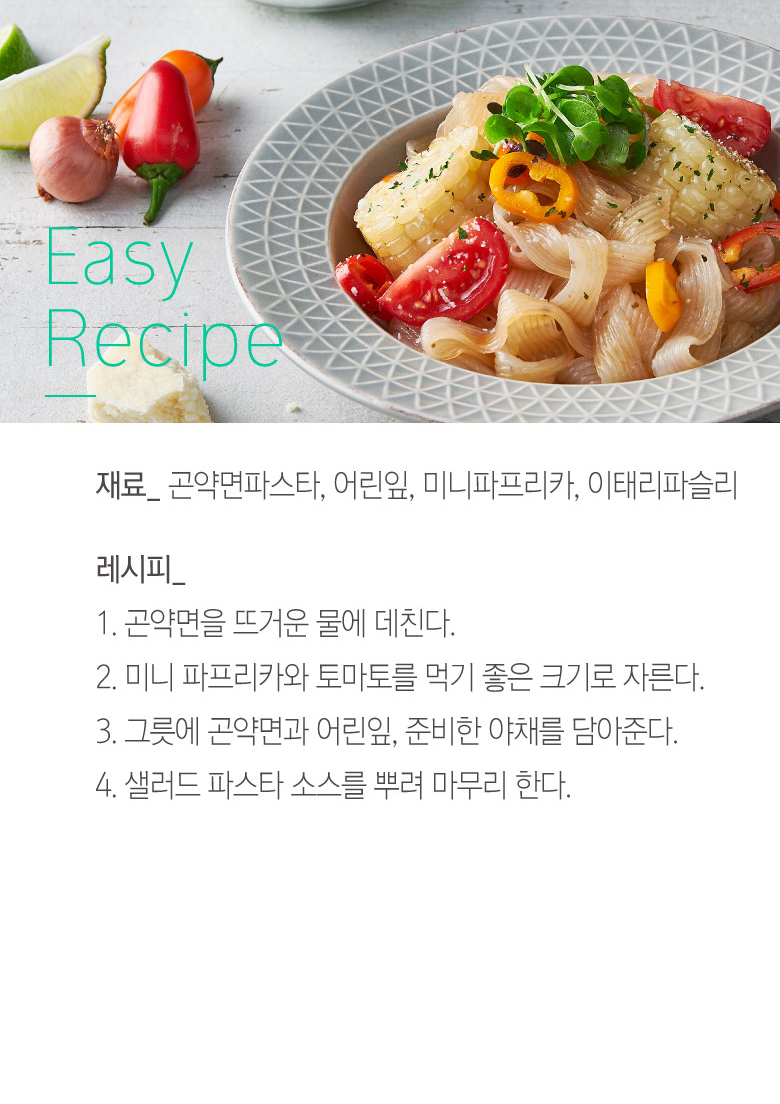 Easy
Recipe
재료_ 곤약면파스타, 어린잎, 미니파프리카, 이태리파슬리
레시피_
1. 곤약면을 뜨거운 물에 데친다.
2. 미니 파프리카와 토마토를 먹기 좋은 크기로 자른다.
3. 그릇에 곤약면과 어린잎, 준비한 야채를 담아준다.
4. 샐러드 파스타 소스를 뿌려 마무리 한다.